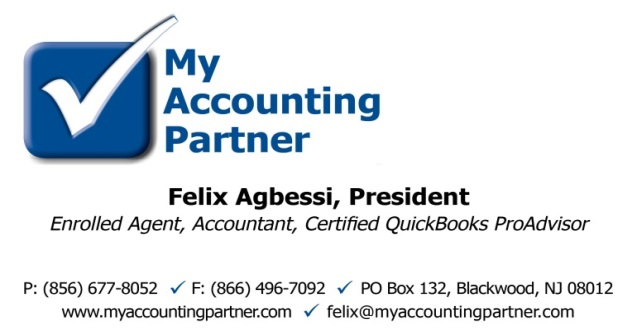 My
Accounting
Partner
Felix Agbessi, President
Enrolled Agent, Accountant, Certified QuickBooks ProAdvisor
P: (856) 677-8052 ✓ F: (866) 496-7092 ✓ PO Box 132, Blackwood, NJ 08012
www.myaccountingpartner.com ✓ felix@myaccountingpartner.com